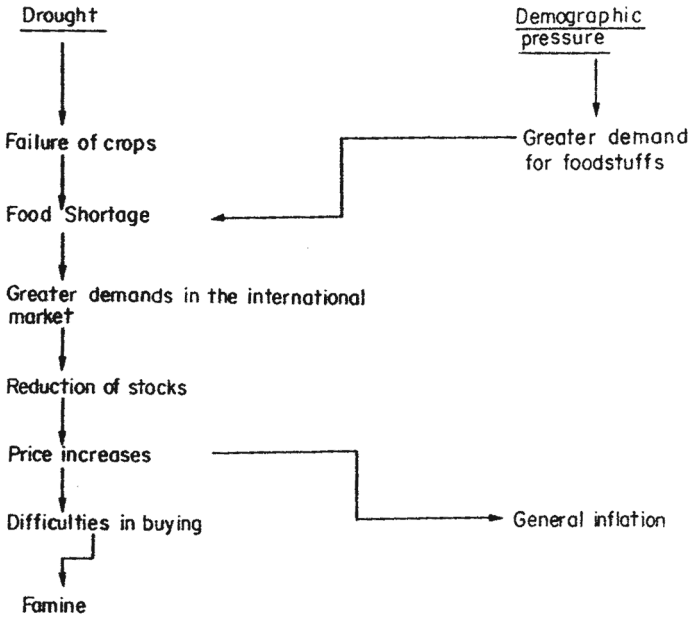 Drought
Demographic
pressure
Failure of crops
Greater demand
for foodstuffs
Food Shortage
Greater demands in the international
market
Reduction of stocks
Price increases
Difficulties in buying
General inflation
Famine